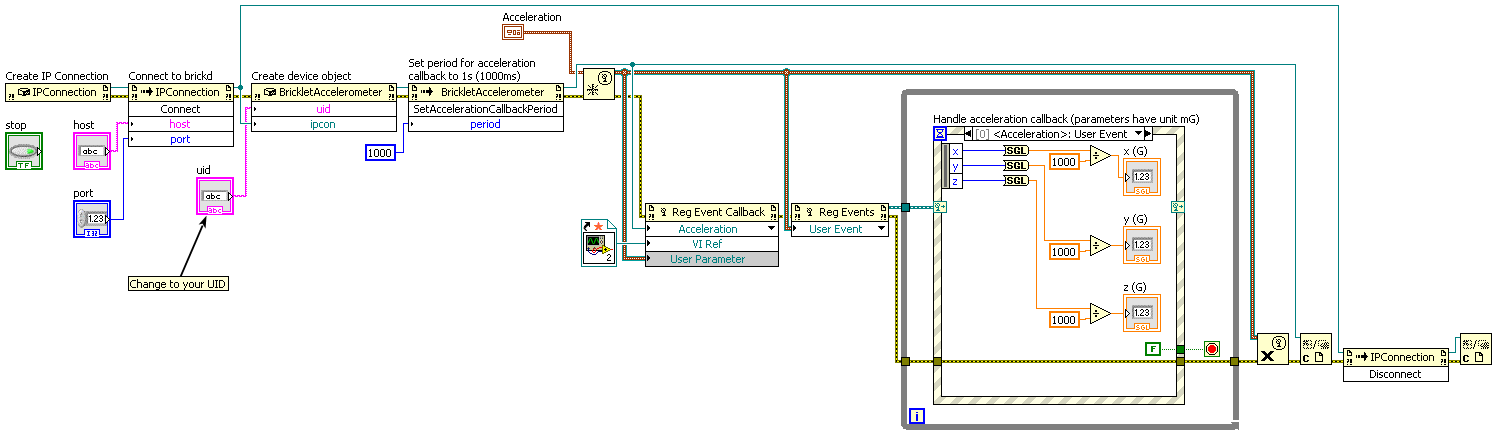 Acceleration
Create IP Connection
IPConnection
Connect to brickd
IPConnection
Connect
host
port
Create device object
BrickletAccelerometer
uid
ipcon
Set period for acceleration
callback to 1s (1000ms)
BrickletAccelerometer
SetAccelerationCallbackPeriod
period
1000
stop
TF
host
abc
abc
port
1.23
I32
uid
abc
abc
Change to your UID
Reg Event Callback
Acceleration
VI Ref
User Parameter
2
Reg Events
User Event
Handle acceleration callback (parameters have unit mG)
[0] <Acceleration>: User Event
x
y
z
SGL
SGL
SGL
1000
x (G)
1.23
SGL
1000
y (G)
1.23
SGL
1000
z (G)
1.23
SGL
F
i
X
C
IPConnection
Disconnect
C